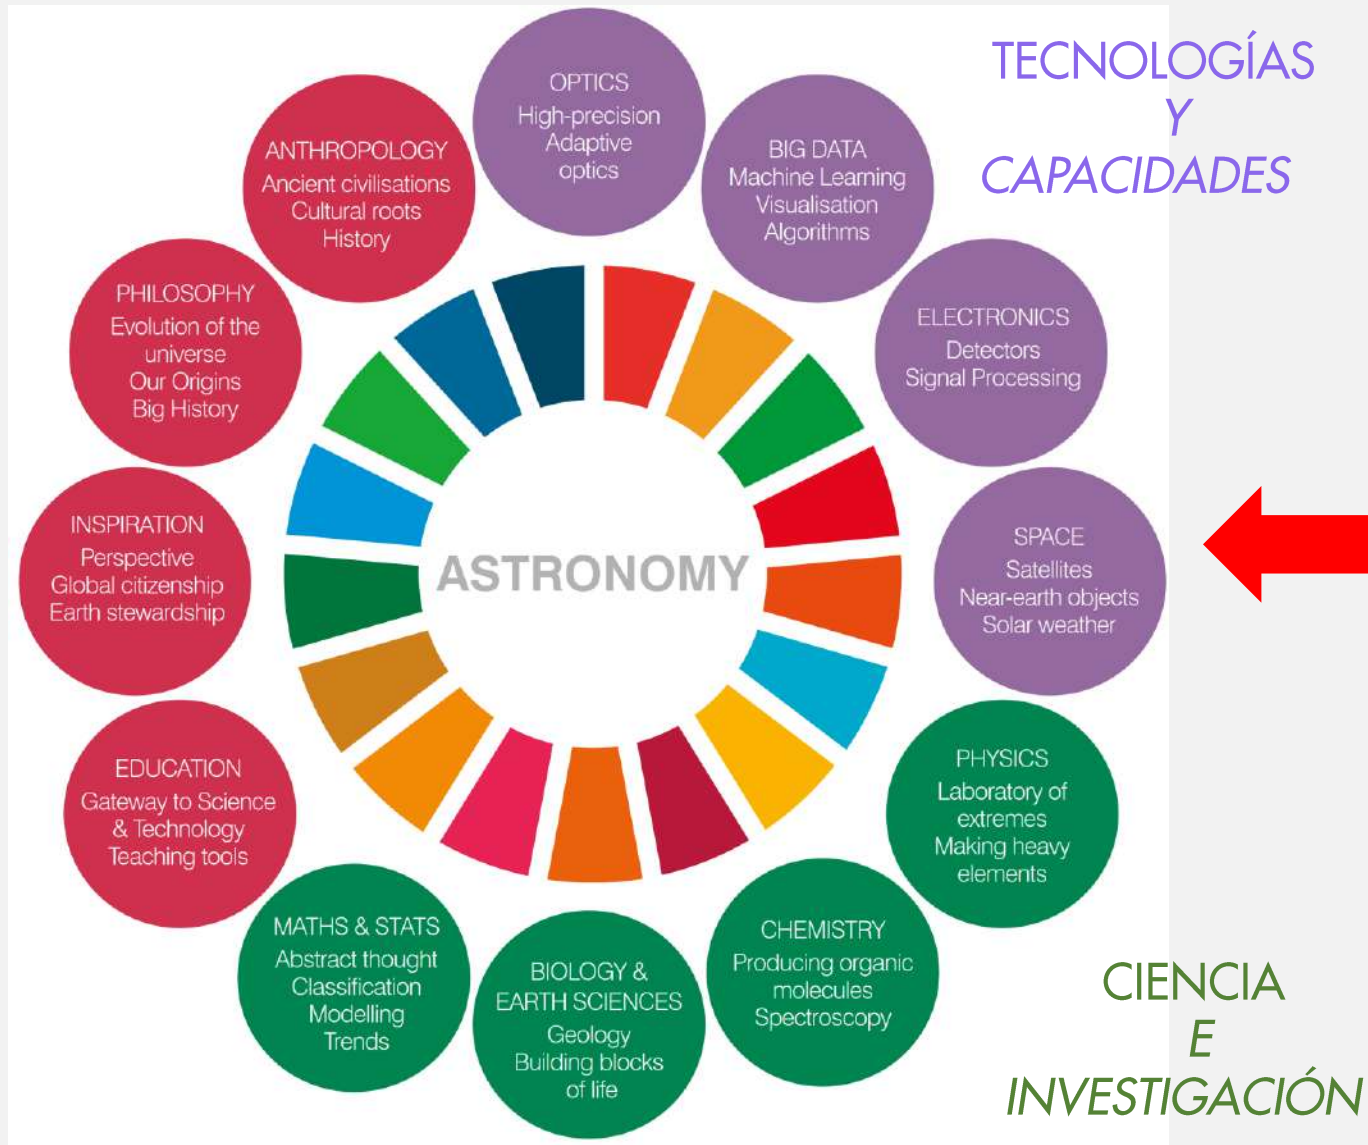 TECNOLOGÍAS
Y
CAPACIDADES
OPTICS
High-precision
Adaptive
optics
BIG DATA
Machine Learning
Visualisation
Algorithms
ELECTRONICS
Detectors
Signal Processing
SPACE
Satellites
Near-earth objects
Solar weather
PHYSICS
Laboratory of
extremes
Making heavy
elements
CHEMISTRY
Producing organic
molecules
Spectroscopy
BIOLOGY &
EARTH SCIENCES
Geology
Building blocks
of life
MATHS & STATS
Abstract thought
Classification
Modelling
Trends
EDUCATION
Gateway to Science
& Technology
Teaching tools
INSPIRATION
Perspective
Global citizenship
Earth stewardship
PHILOSOPHY
Evolution of the
universe
Our Origins
Big History
ANTHROPOLOGY
Ancient civilisations
Cultural roots
History
ASTRONOMY
CIENCIA
E
INVESTIGACIÓN